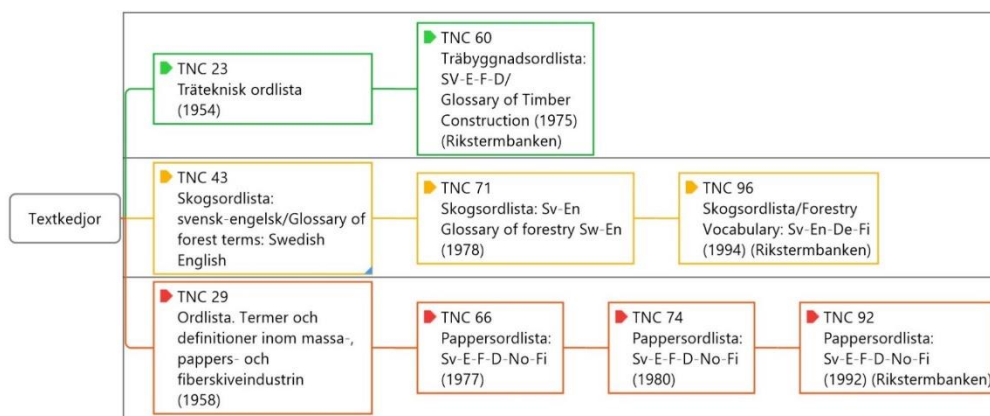 Textkedjor
TNC 23
Träteknisk ordlista
(1954)
TNC 60
Träbyggnadsordlista:
SV-E-F-D/
Glossary of Timber
Construction (1975)
(Rikstermbanken)
TNC 43
Skogsordlista:
svensk-engelsk/Glossary
of forest terms: Swedish
English
TNC 71
Skogsordlista: Sv-En
Glossary of forestry Sw-En
(1978)
TNC 96
Skogsordlista/Forestry
Vocabulary: Sv-En-De-Fi
(1994) (Rikstermbanken)
TNC 29
Ordlista. Termer och
definitioner inom massa-,
pappers- och
fiberskiveindustrin
(1958)
TNC 66
Pappersordlista:
Sv-E-F-D-No-Fi
(1977)
TNC 74
Pappersordlista:
Sv-E-F-D-No-Fi
(1980)
TNC 92
Pappersordlista:
Sv-E-F-D-No-Fi
(1992) (Rikstermbanken)